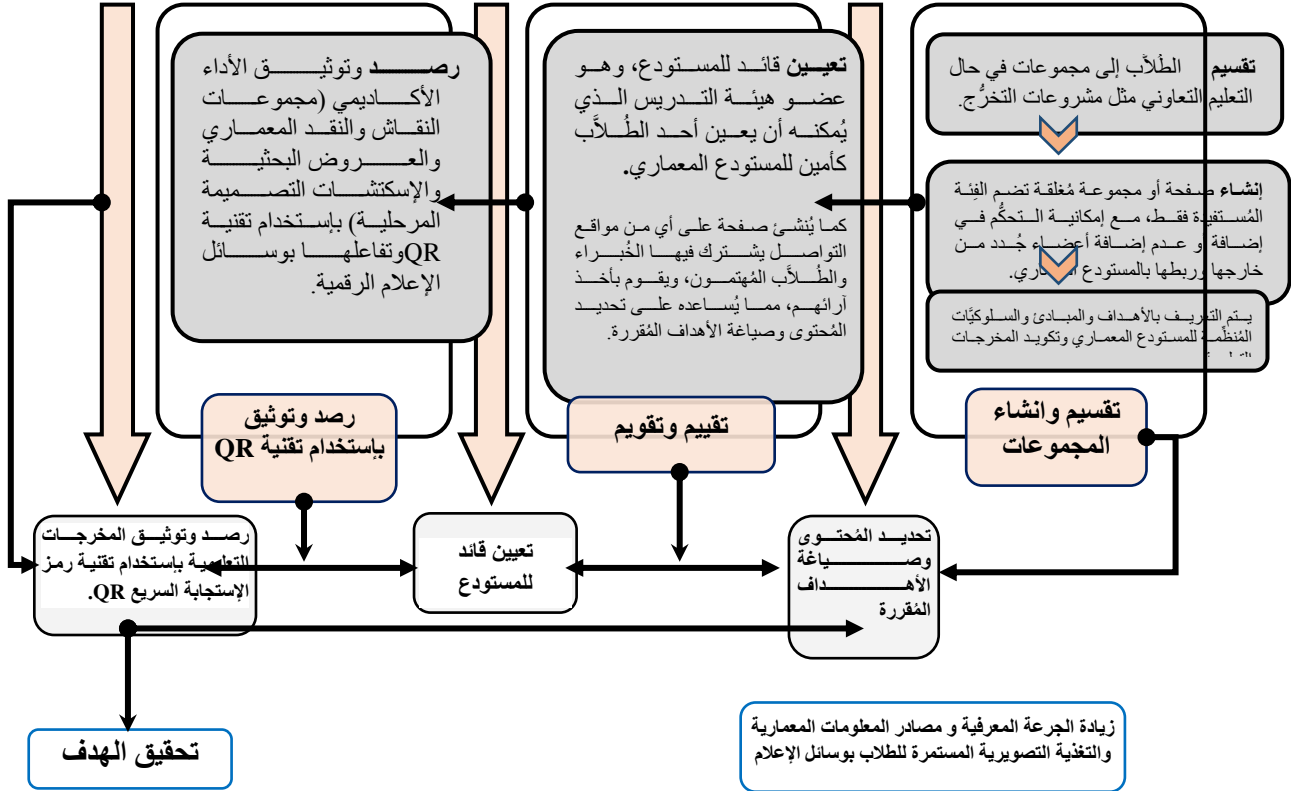 تقسيم الطُلاَّب إلى مجموعات في حال
التعليم التعاوني مثل مشروعات التخرُّج.
إنشاء صفحة أو مجموعة مُغلقة تضم الفِئة
المُستفيدة فقط، مع إمكانية التحكُّم في
إضافة أو عدم إضافة أعضاء جُدد من
خارجها وربطها بالمستودع
يتم التعريف بالأهداف والمبادئ والسلوكيَّات
المُنظِّمة للمستودع المعماري وتكويد المخرجات
تقسيم وانشاء
المجموعات
تعيين قائد للمستودع، وهو
عضو هيئة التدريس الذي
يُمكنه أن يعين أحد الطُلاَّب
كأمين للمستودع المعماري.
كما يُنشئ صفحة على أي من مواقع
التواصل يشترك فيها الخُبراء
والطُلاَّب المُهتمون، ويقوم بأخذ
آرائهم، مما يُساعده على تحديد
المُحتوى وصياغة الأهداف المُقررة.
تقييم وتقويم
رصد وتوثيق الأداء
الأكاديمي (مجموعات
النقاش والنقد المعماري
والعروض البحثية
والإسكتشات التصميمة
المرحلية) بإستخدام تقتنية
QRوتفاعلها بوسائل
الإعلام الرقمية.
رصد وتوثيق
بإستخدام تقتنية QR
تحديد المُحتوى
وصياغة
الأهداف
المُقررة
تعيين قائد
للمستودع
رصد وتوثيق المخرجات
التعليمية بإستخدام تقتنية رمز
الإستجابة السريع QR.
زيادة الجرعة المعرفية و مصادر المعلومات المعمارية
والتغذية التصويرية المستمرة للطلاب بوسائل الإعلام
تحقيق الهدف